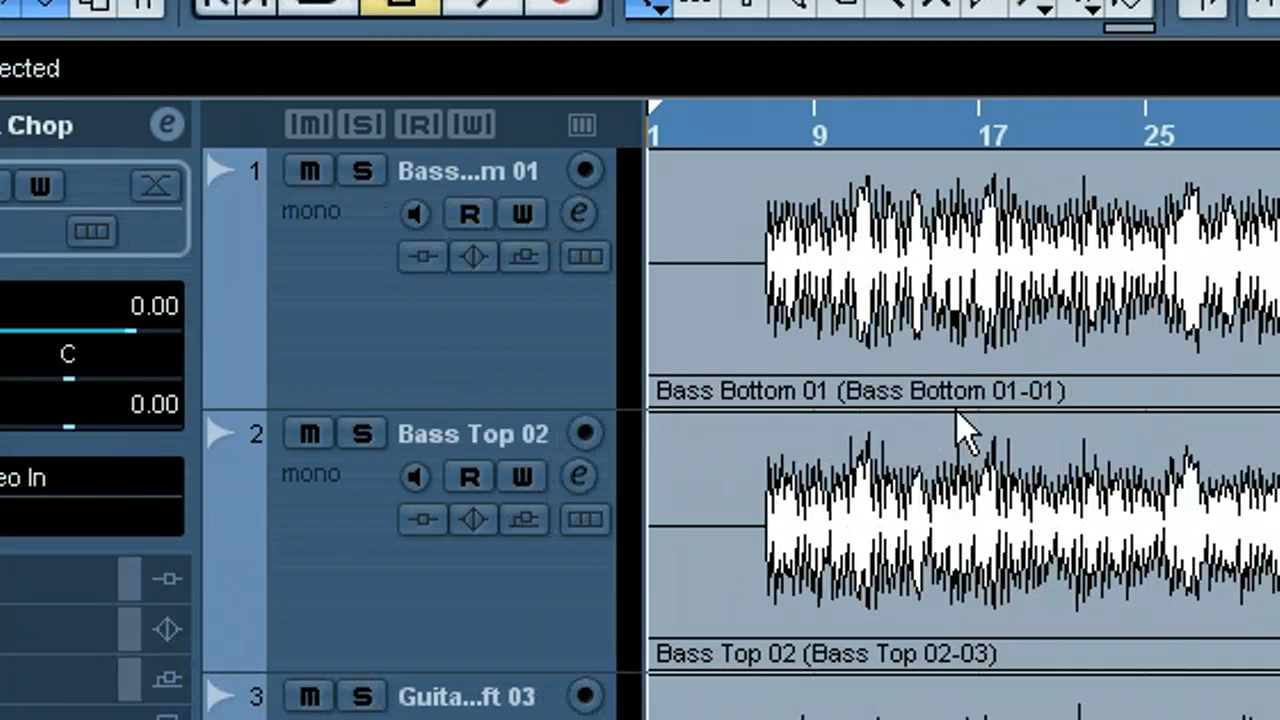 ected
Chop
M S R W
1 9 17 25
W
1 M S Bass...m 01
mono
R W e
0.00
C
0.00
Bass Bottom 01 (Bass Bottom 01-01)
2 M S Bass Top 02
mono
R W e
eo In
Bass Top 02 (Bass Top 02-03)
3 M S Guita...ft 03